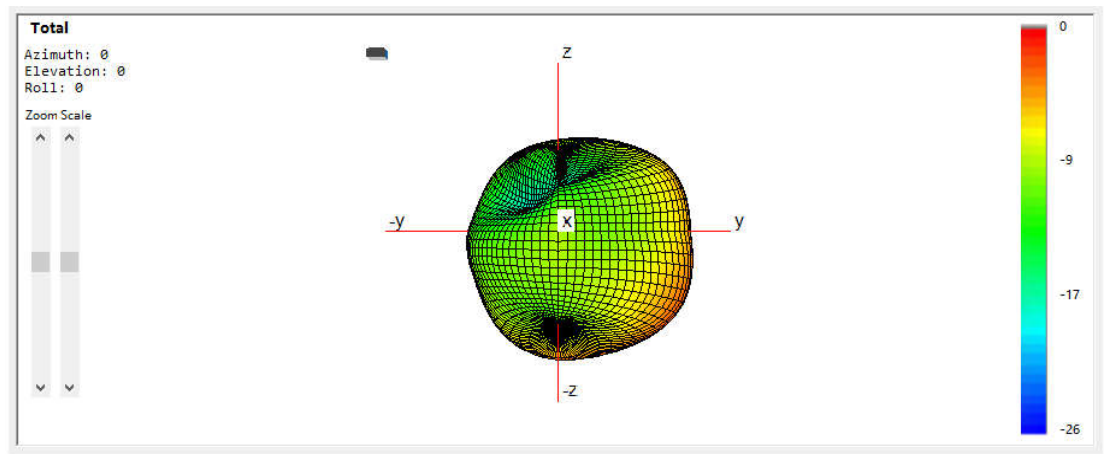 Total
Azimuth: 0
Elevation: 0
Roll: 0
Zoom Scale
z
-y
x
y
-z
0
-9
-17
-26